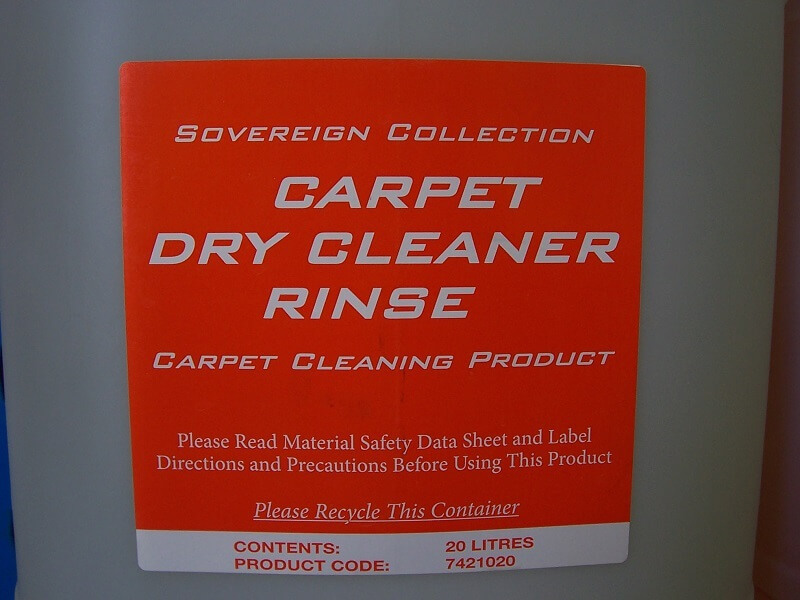 Sovereign Collection
CARPET
DRY CLEANER
RINSE
Carpet Cleaning Product
Please Read Material Safety Data Sheet and Label
Directions and Precautions Before Using This Product
Please Recycle This Container
CONTENTS: 20 LITRES
PRODUCT CODE: 7421020